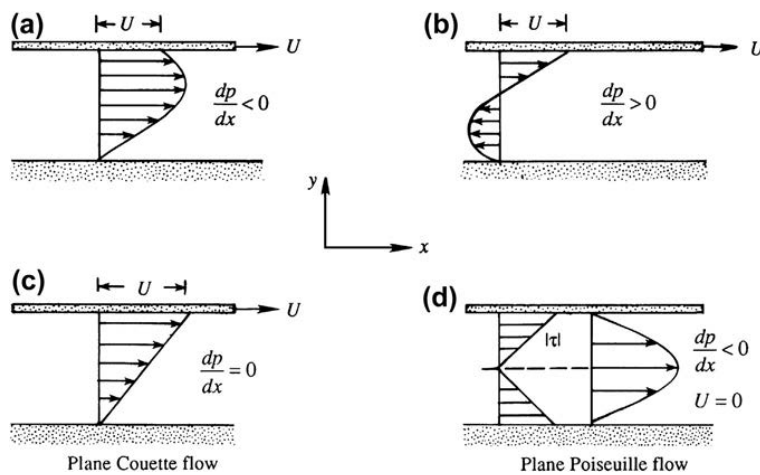 (a)
U
U
dp/dx < 0
(b)
U
U
dp/dx > 0
y
x
(c)
U
U
dp/dx = 0
Plane Couette flow
(d)
|τ|
dp/dx < 0
U = 0
Plane Poiseuille flow